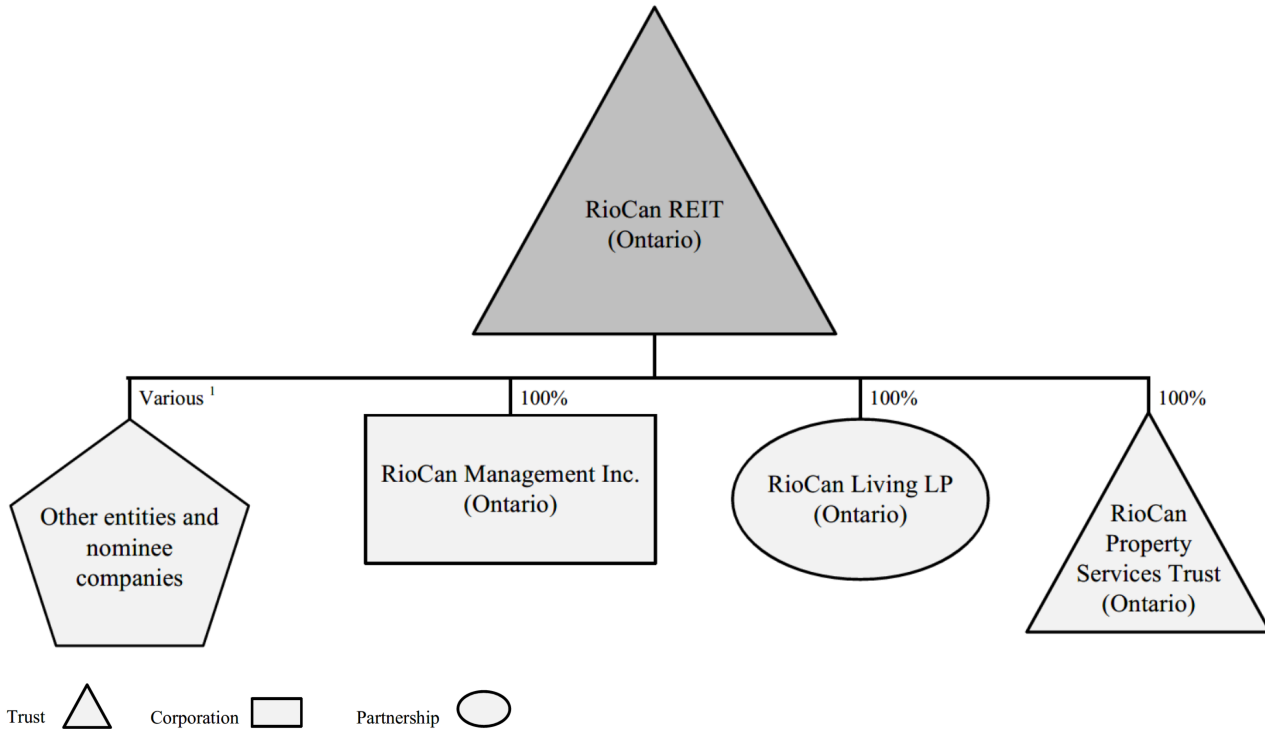 RioCan REIT
(Ontario)
Various 1
100%
100%
100%
Other entities and
nominee
companies
RioCan Management Inc.
(Ontario)
RioCan Living LP
(Ontario)
RioCan
Property
Services Trust
(Ontario)
Trust
Corporation
Partnership